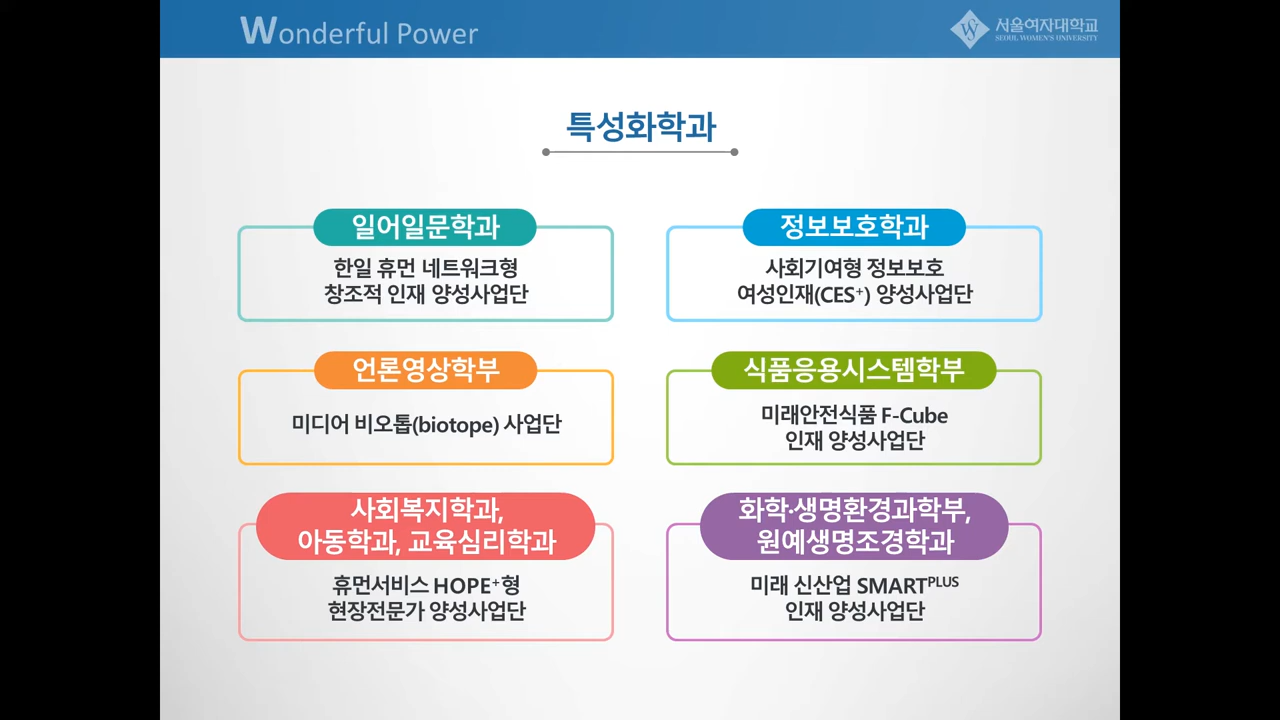 Wonderful Power
서울여자대학교
SEOUL WOMEN'S UNIVERSITY
특성화학과
일어일문학과
한일 휴먼 네트워크형
창조적 인재 양성사업단
정보보호학과
사회기여형 정보보호
여성인재(CES⁺) 양성사업단
언론영상학부
미디어 비오톱(biotope) 사업단
식품응용시스템학부
미래안전식품 F-Cube
인재 양성사업단
사회복지학과,
아동학과, 교육심리학과
휴먼서비스 HOPE⁺형
현장전문가 양성사업단
화학·생명환경과학부,
원예생명조경학과
미래 신산업 SMARTPLUS
인재 양성사업단